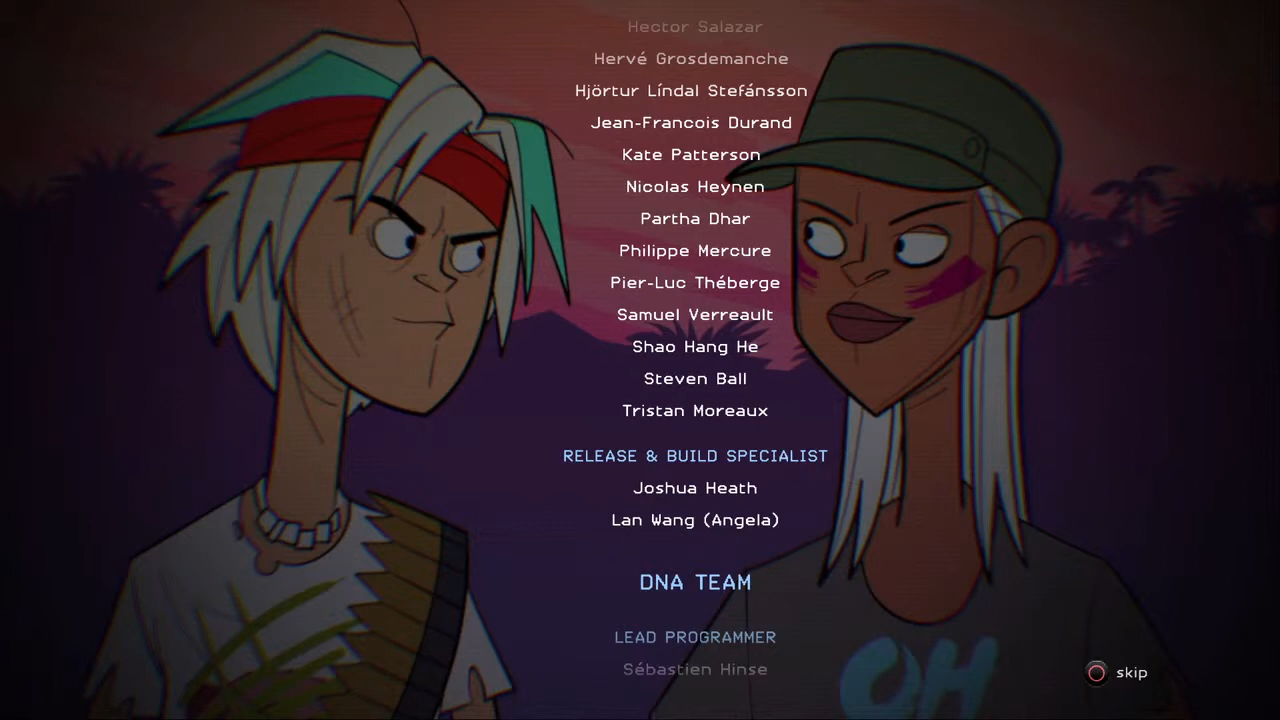 Hector Salazar
Hervé Grosdemanche
Hjörtur Líndal Stefánsson
Jean-Francois Durand
Kate Patterson
Nicolas Heynen
Partha Dhar
Philippe Mercure
Pier-Luc Théberge
Samuel Verreault
Shao Hang He
Steven Ball
Tristan Moreaux
RELEASE & BUILD SPECIALIST
Joshua Heath
Lan Wang (Angela)
DNA TEAM
LEAD PROGRAMMER
Sébastien Hinse
OH
skip